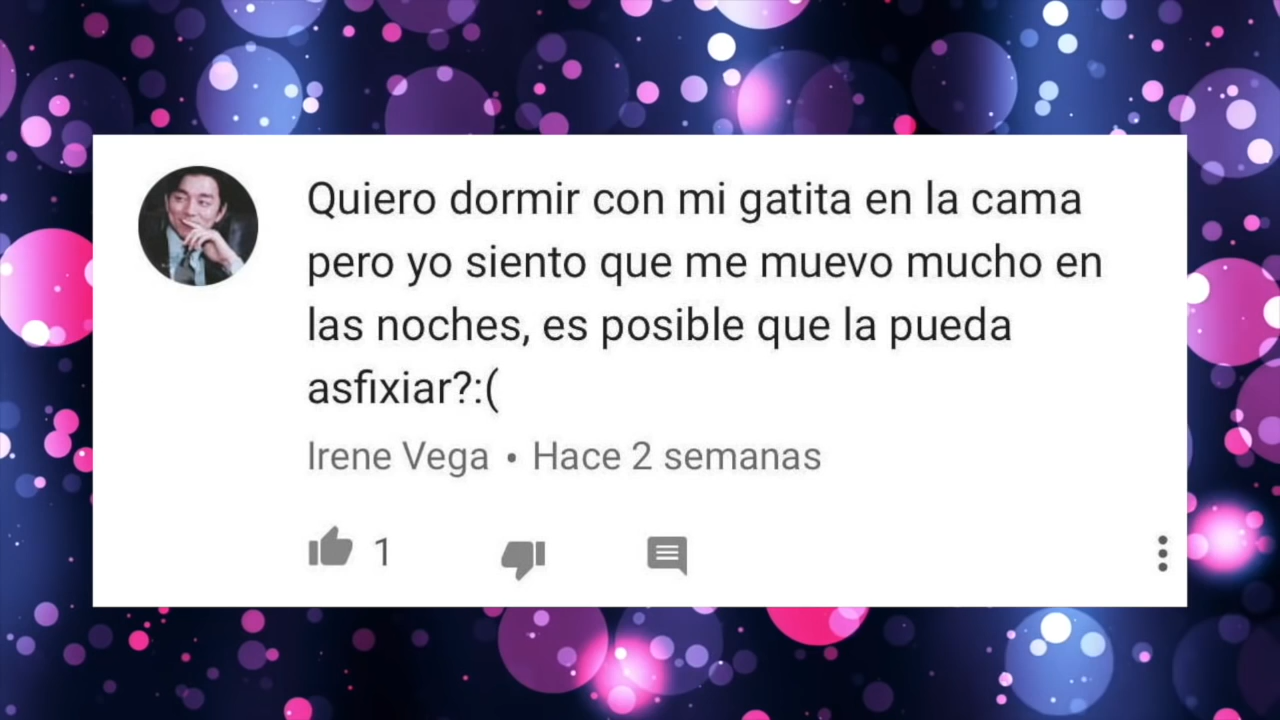 Quiero dormir con mi gatita en la cama
pero yo siento que me muevo mucho en
las noches, es posible que la pueda
asfixiar?:(
Irene Vega • Hace 2 semanas
1